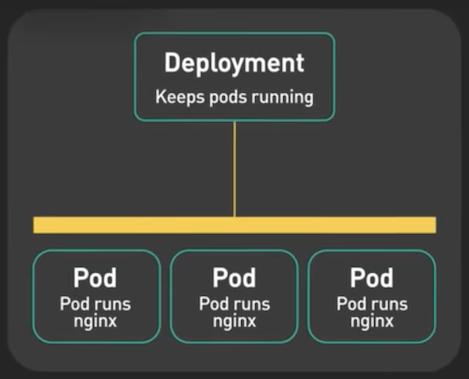 Deployment
Keeps pods running
Pod
Pod runs
nginx
Pod
Pod runs
nginx
Pod
Pod runs
nginx